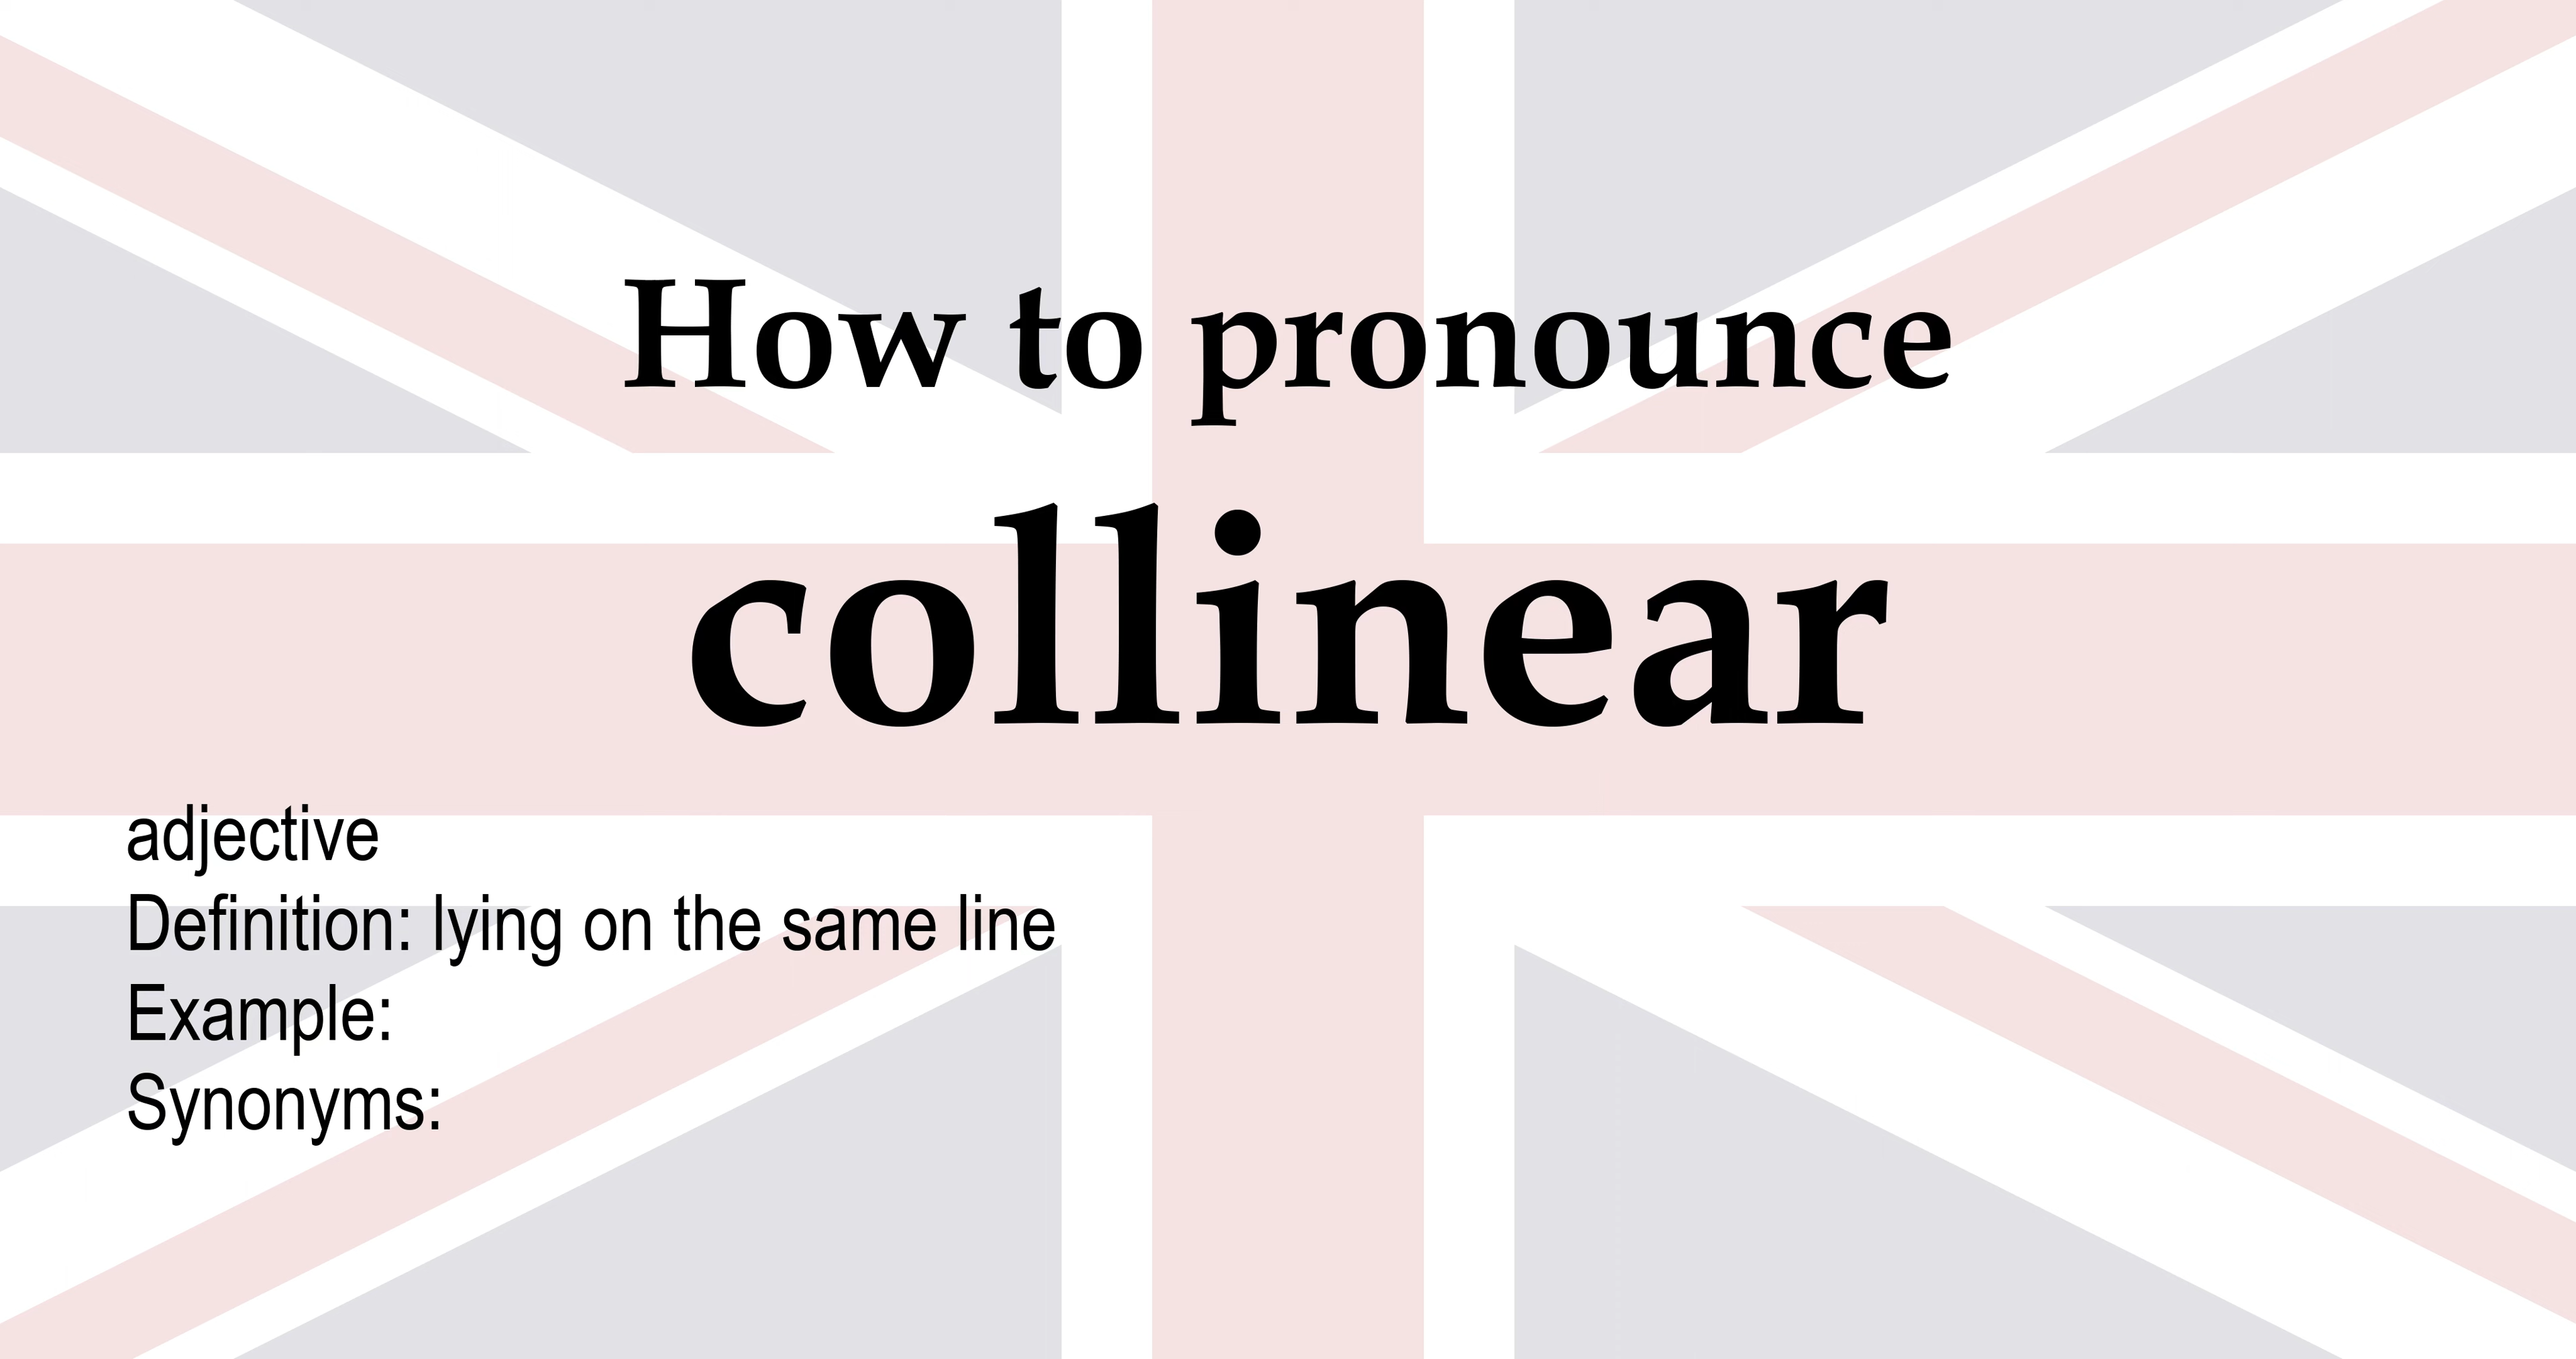 How to pronounce
collinear
adjective
Definition: lying on the same line
Example:
Synonyms: